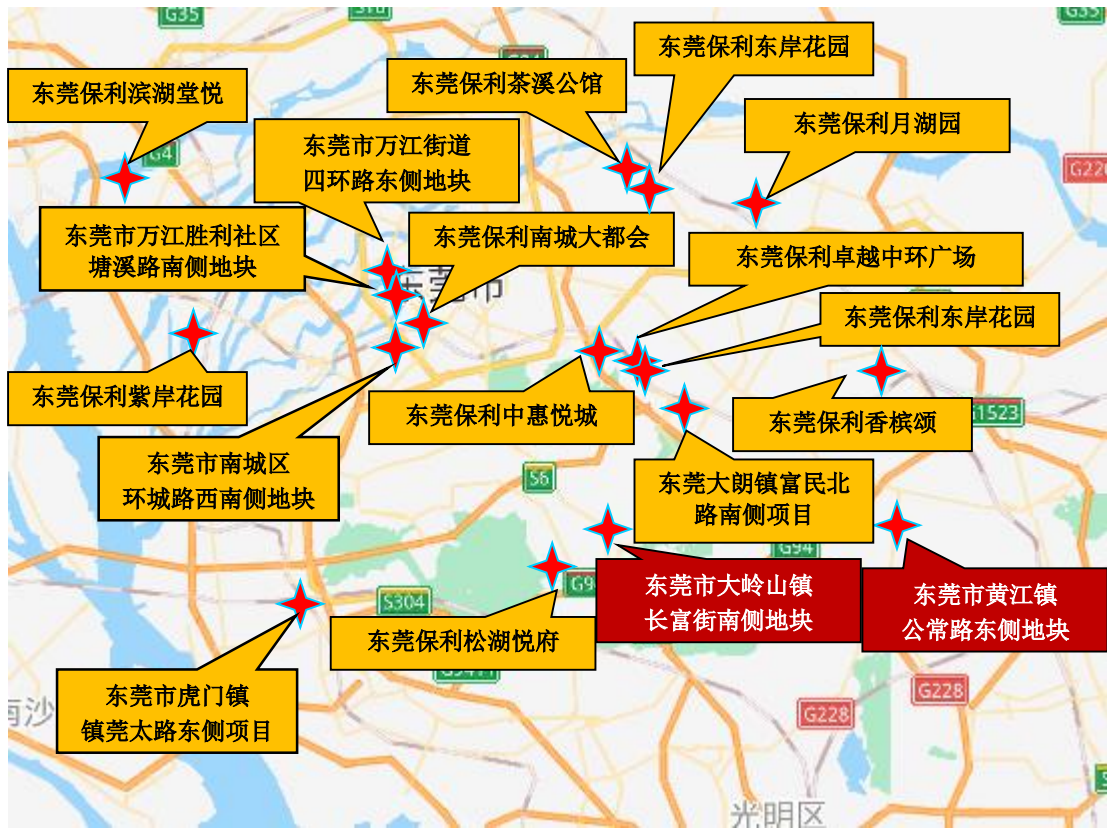 G35
G35
东莞保利东岸花园
东莞保利茶溪公馆
东莞保利滨湖堂悦
东莞保利月湖园
G4
东莞市万江街道
四环路东侧地块
东莞市万江胜利社区
塘溪路南侧地块
东莞保利南城大都会
东莞保利卓越中环广场
东莞保利东岸花园
东莞保利紫岸花园
东莞保利中惠悦城
东莞保利香槟颂
东莞市南城区
环城路西南侧地块
S6
东莞大朗镇富民北
路南侧项目
G94
东莞市大岭山镇
长富街南侧地块
东莞市黄江镇
公常路东侧地块
S304
东莞保利松湖悦府
东莞市虎门镇
镇莞太路东侧项目
南沙
G228
G228
光明区